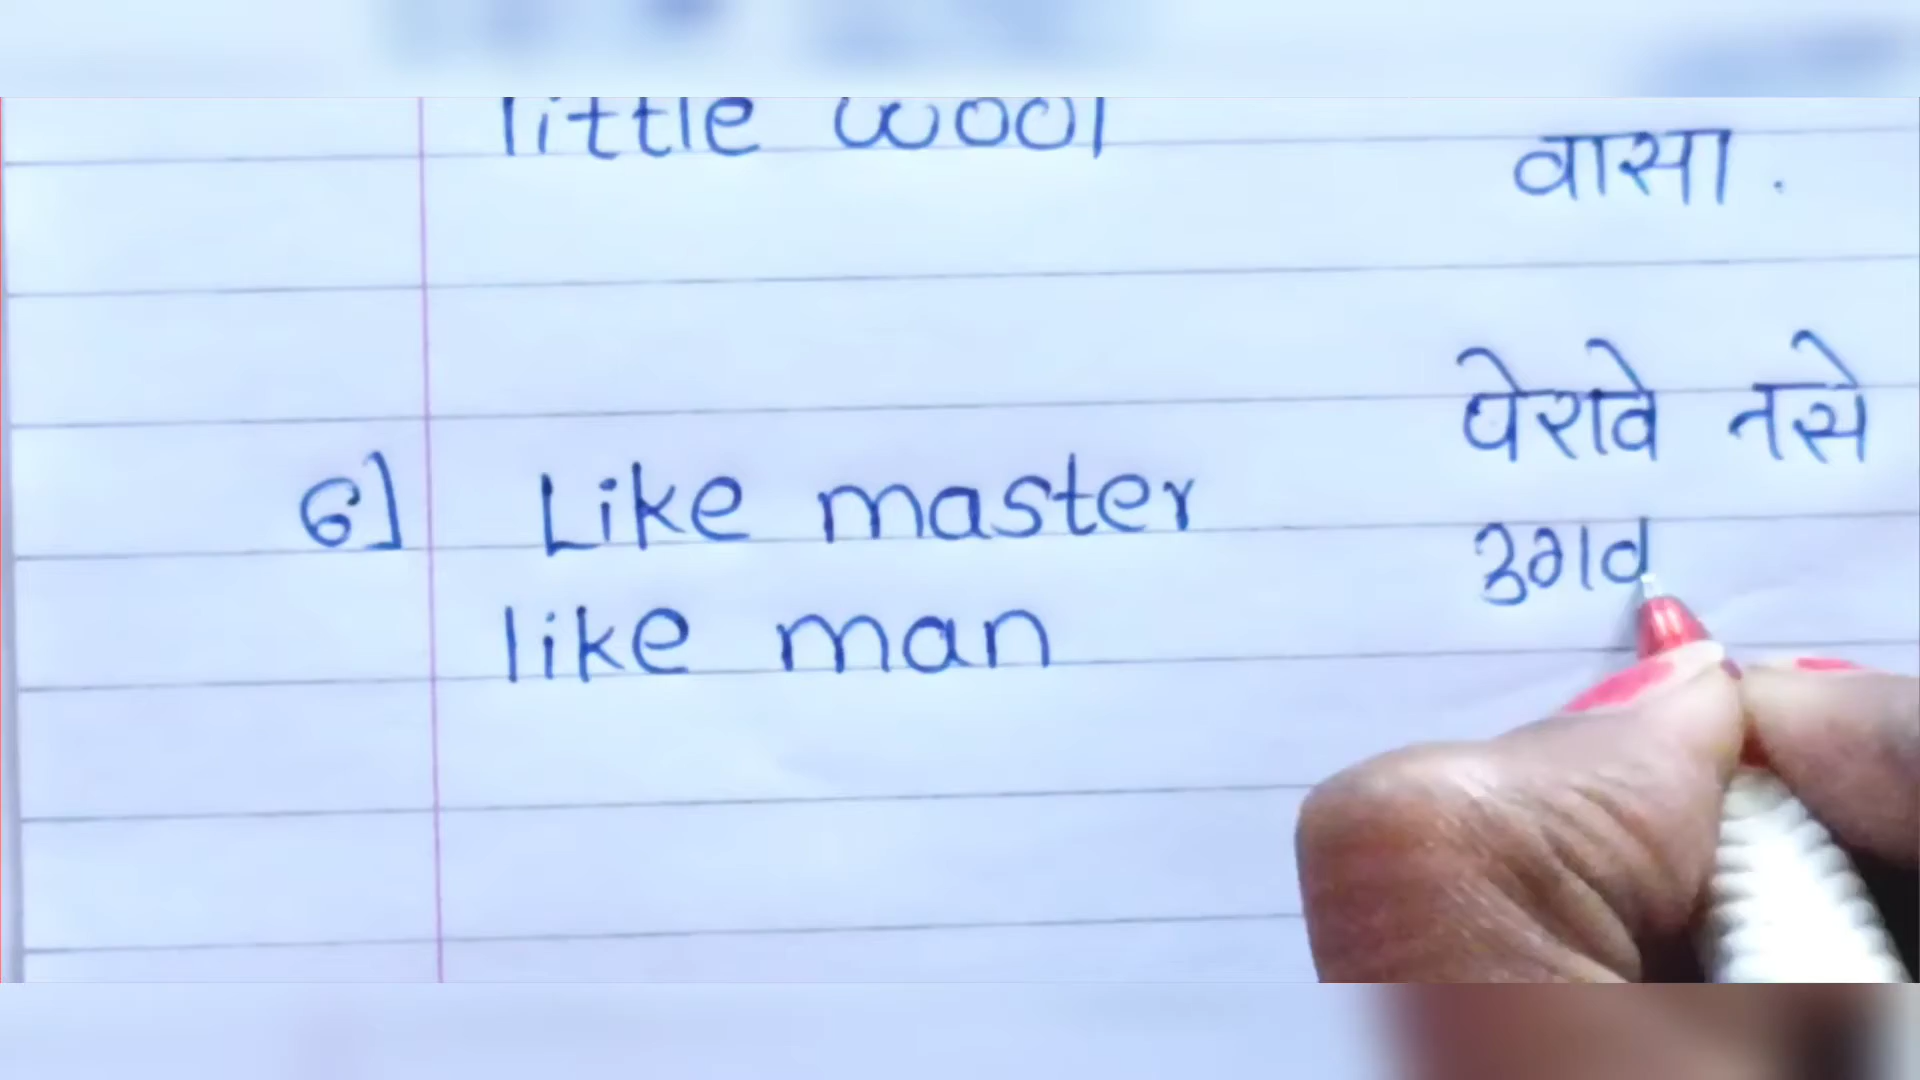 little wool
वासा.
पेरावे तसे
6] Like master
उगव
like man